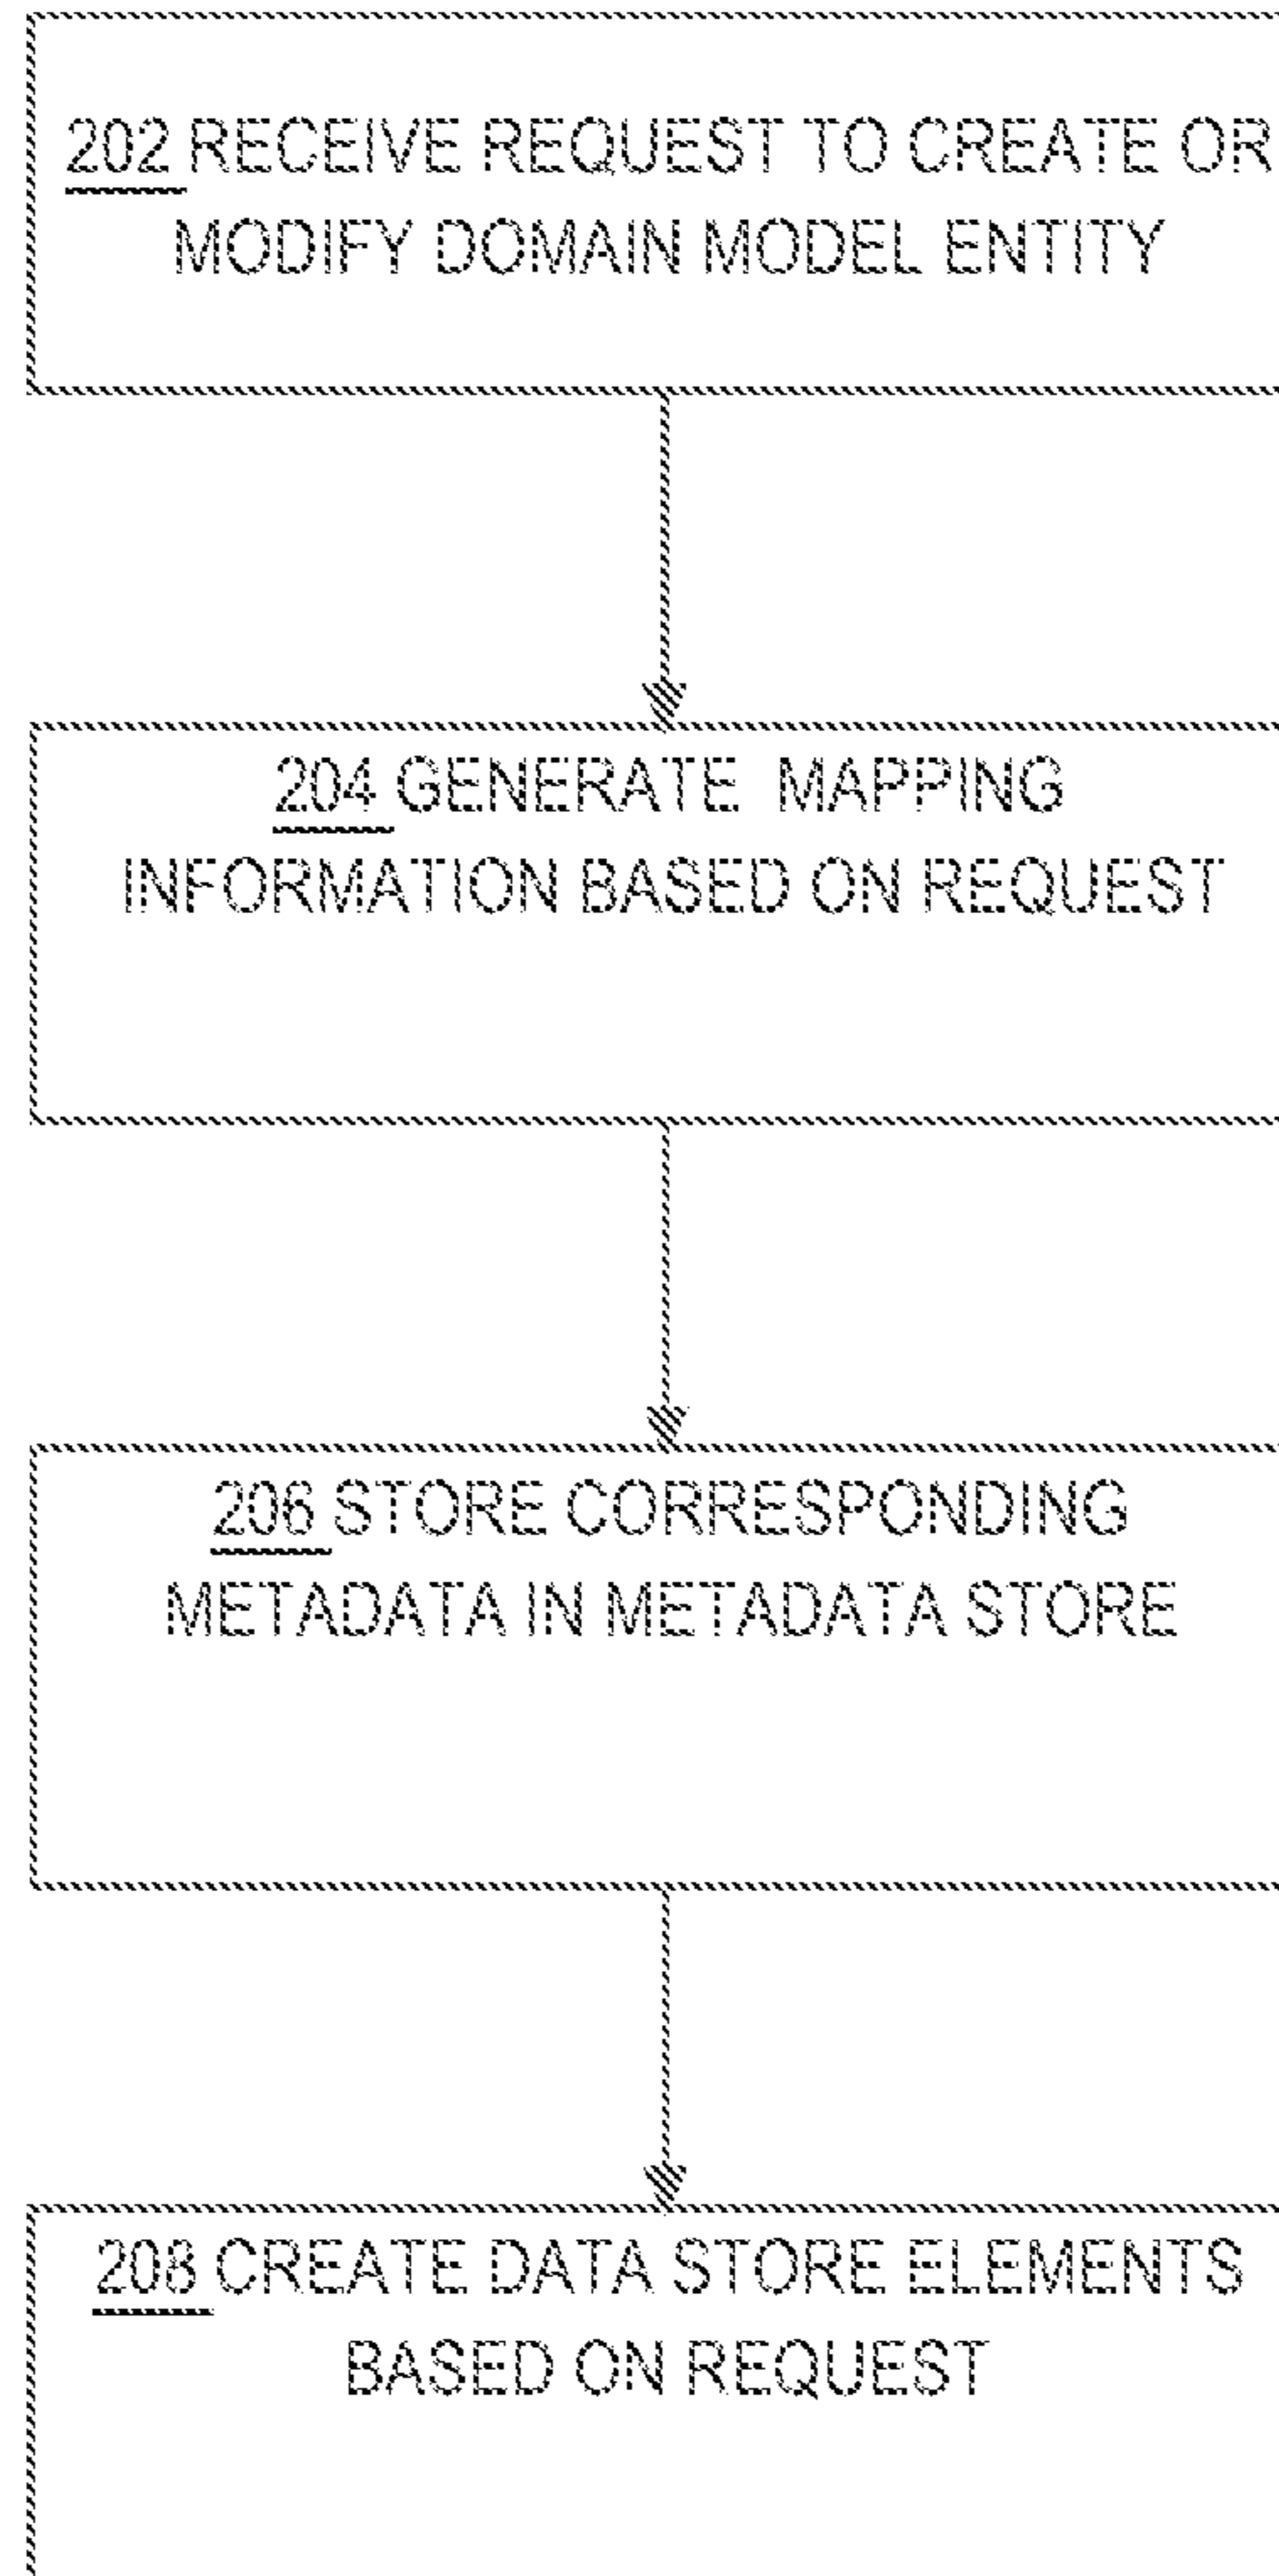 202 RECEIVE REQUEST TO CREATE OR
MODIFY DOMAIN MODEL ENTITY
204 GENERATE MAPPING
INFORMATION BASED ON REQUEST
206 STORE CORRESPONDING
METADATA IN METADATA STORE
208 CREATE DATA STORE ELEMENTS
BASED ON REQUEST